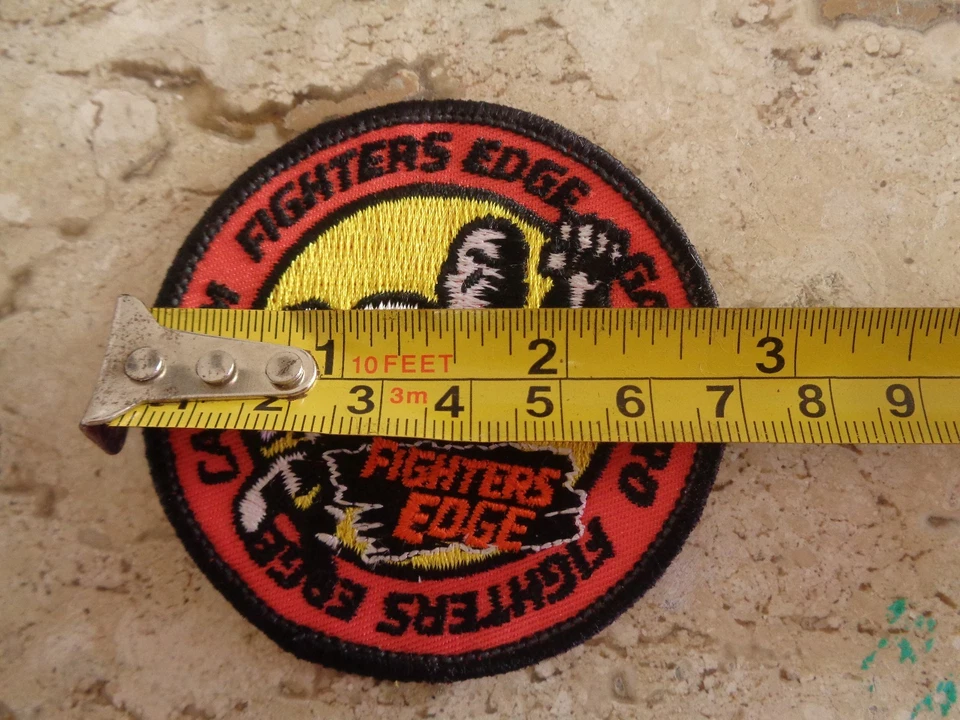 FIGHTERS EDGE
1 2 3
10 FEET
2 3 3m 4 5 6 7 8 9
FIGHTERS
EDGE
FIGHTERS EDGE